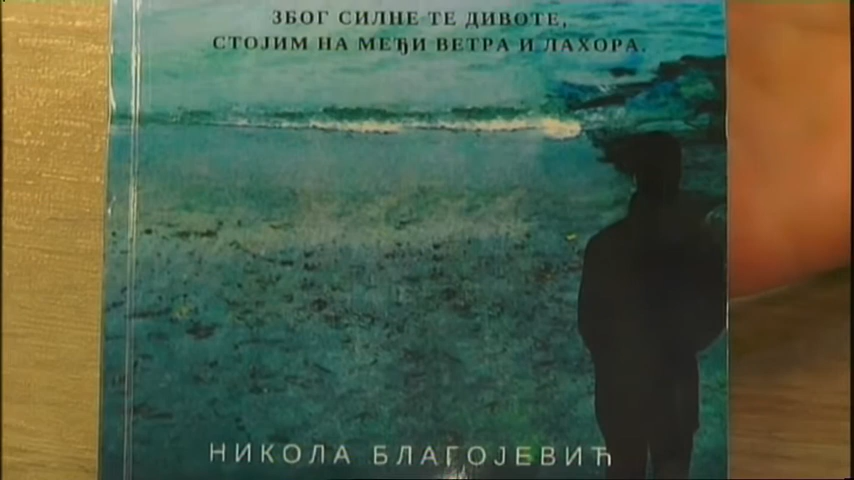 ЗБОГ СИЛНЕ ТЕ ДИВОТЕ,
СТОЈИМ НА МЕЂИ ВЕТРА И ЛАХОРА.
НИКОЛА БЛАГОЈЕВИЋ